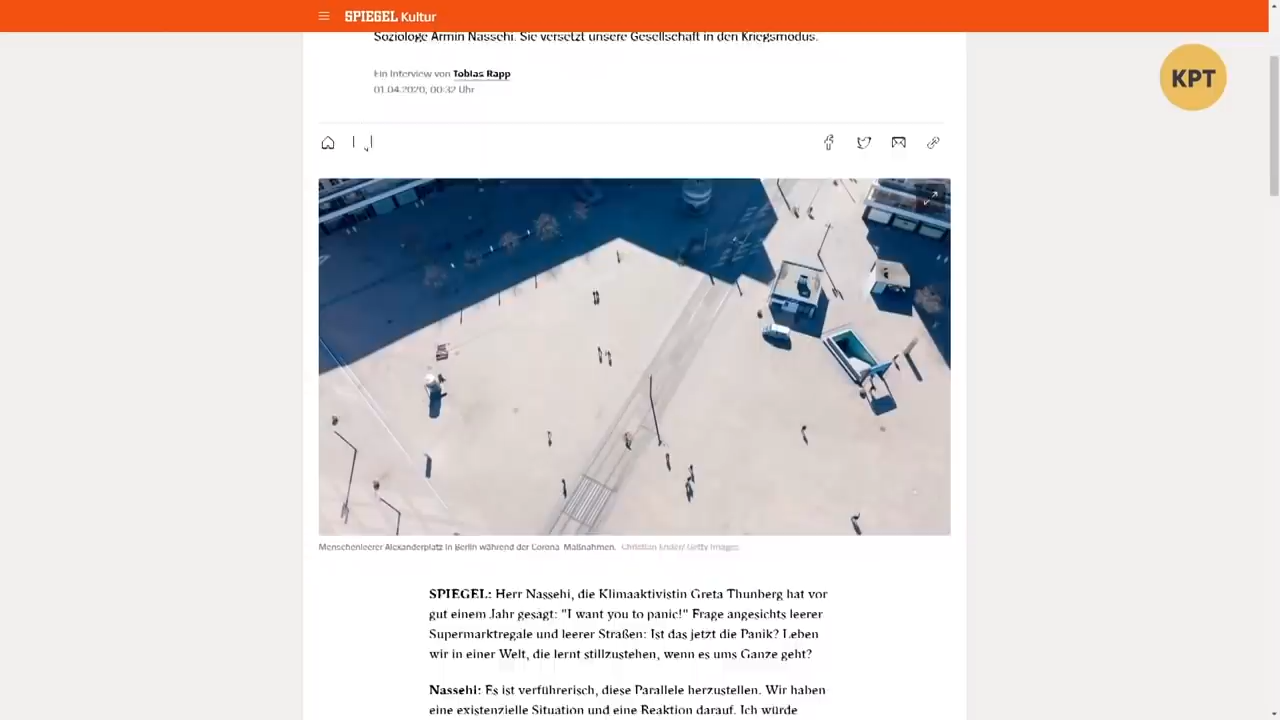 SPIEGEL Kultur
Soziologe Armin Nassehi. Sie versetzt unsere Gesellschaft in den Kriegsmodus.
KPT
Ein Interview von Tobias Rapp
01.04.2020, 00:32 Uhr
Menschenleerer Alexanderplatz in Berlin während der Corona-Maßnahmen. Christian Ender/ Getty Images
SPIEGEL: Herr Nassehi, die Klimaaktivistin Greta Thunberg hat vor
gut einem Jahr gesagt: "I want you to panic!" Frage angesichts leerer
Supermarktregale und leerer Straßen: Ist das jetzt die Panik? Leben
wir in einer Welt, die lernt stillzustehen, wenn es ums Ganze geht?
Nassehi: Es ist verführerisch, diese Parallele herzustellen. Wir haben
eine existenzielle Situation und eine Reaktion darauf. Ich würde